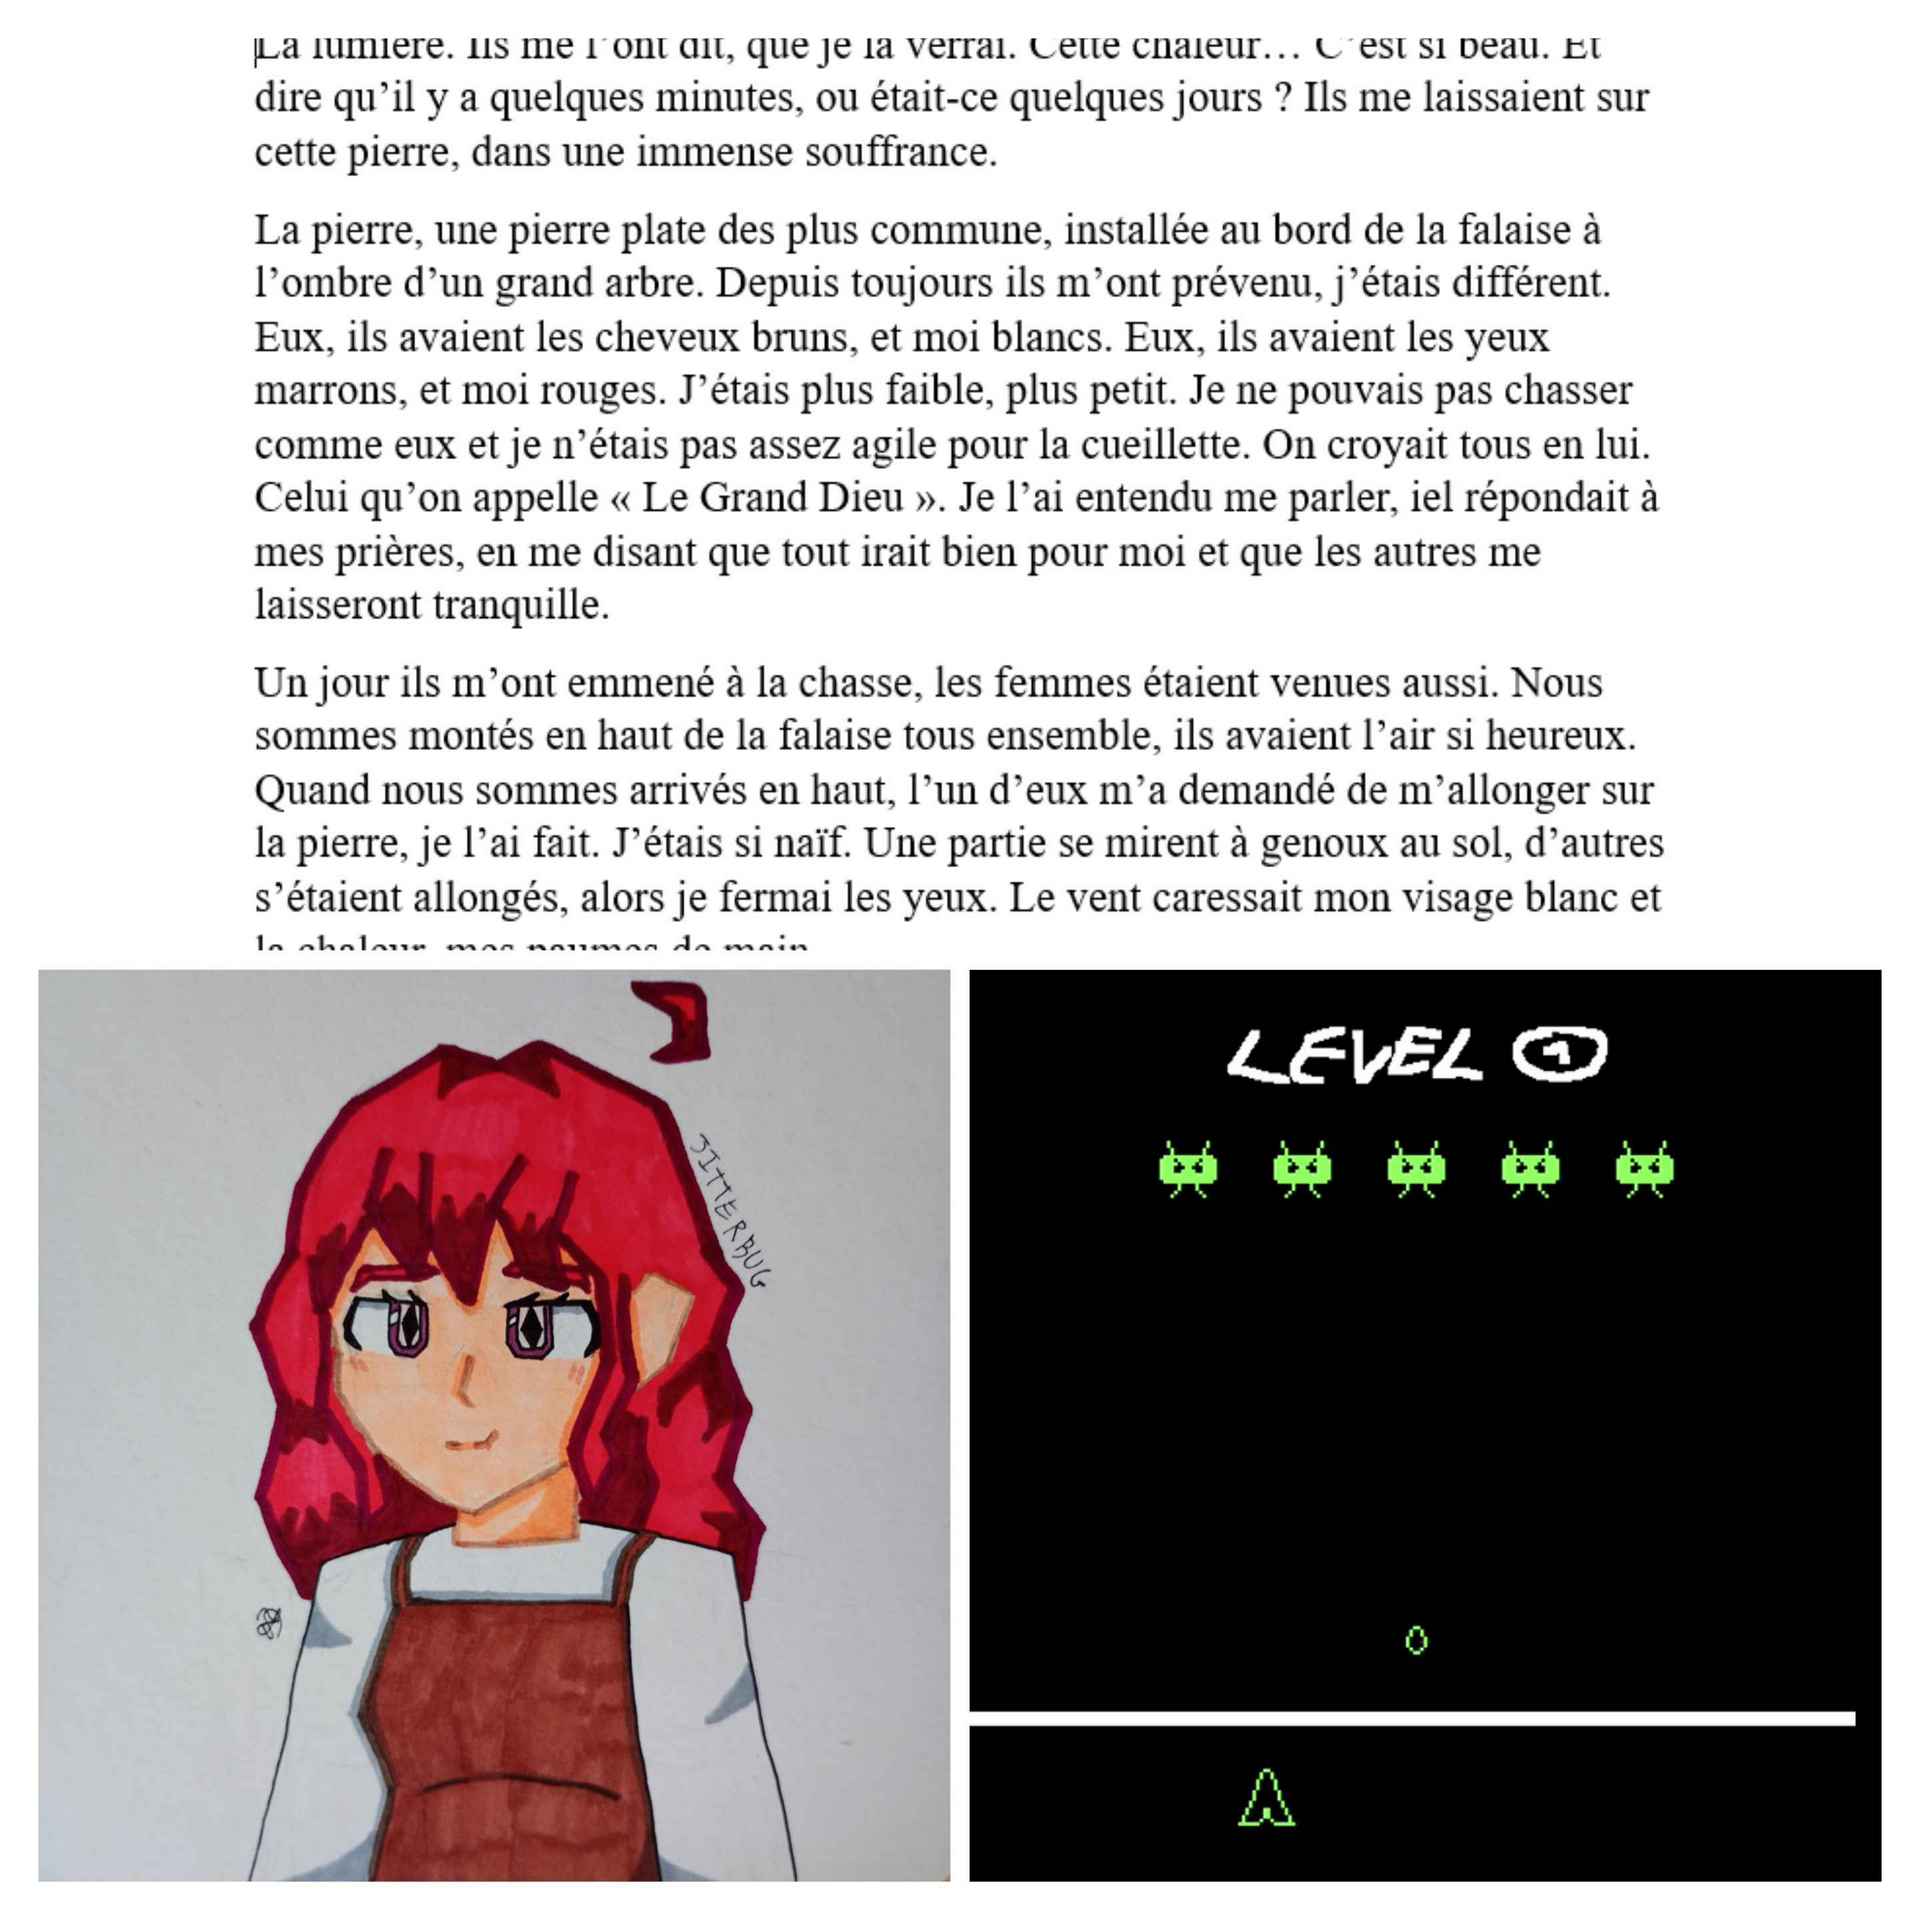 La lumière. Ils me l’ont dit, que je la verrai. Cette chaleur… C’est si beau. Et
dire qu’il y a quelques minutes, ou était-ce quelques jours ? Ils me laissaient sur
cette pierre, dans une immense souffrance.
La pierre, une pierre plate des plus commune, installée au bord de la falaise à
l’ombre d’un grand arbre. Depuis toujours ils m’ont prévenu, j’étais différent.
Eux, ils avaient les cheveux bruns, et moi blancs. Eux, ils avaient les yeux
marrons, et moi rouges. J’étais plus faible, plus petit. Je ne pouvais pas chasser
comme eux et je n’étais pas assez agile pour la cueillette. On croyait tous en lui.
Celui qu’on appelle « Le Grand Dieu ». Je l’ai entendu me parler, iel répondait à
mes prières, en me disant que tout irait bien pour moi et que les autres me
laisseront tranquille.
Un jour ils m’ont emmené à la chasse, les femmes étaient venues aussi. Nous
sommes montés en haut de la falaise tous ensemble, ils avaient l’air si heureux.
Quand nous sommes arrivés en haut, l’un d’eux m’a demandé de m’allonger sur
la pierre, je l’ai fait. J’étais si naïf. Une partie se mirent à genoux au sol, d’autres
s’étaient allongés, alors je fermai les yeux. Le vent caressait mon visage blanc et
la chaleur, mes paumes de main
JITTERBUG
LEVEL 1